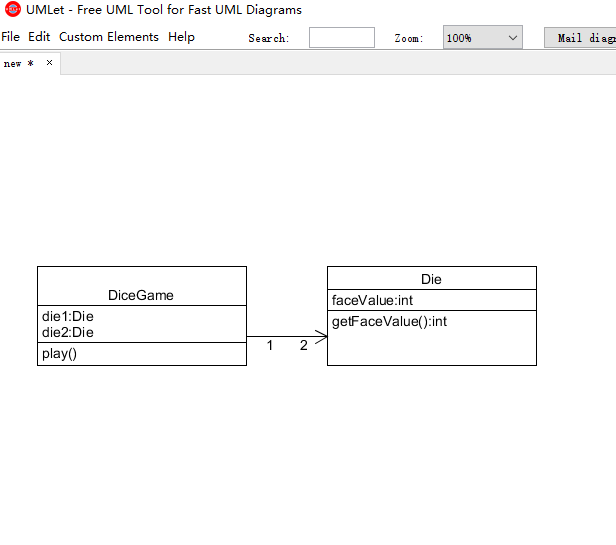 UMLet - Free UML Tool for Fast UML Diagrams
File Edit Custom Elements Help Search: Zoom: 100% Mail diag
new * ×
DiceGame
die1:Die
die2:Die
play()
1 2
Die
faceValue:int
getFaceValue():int